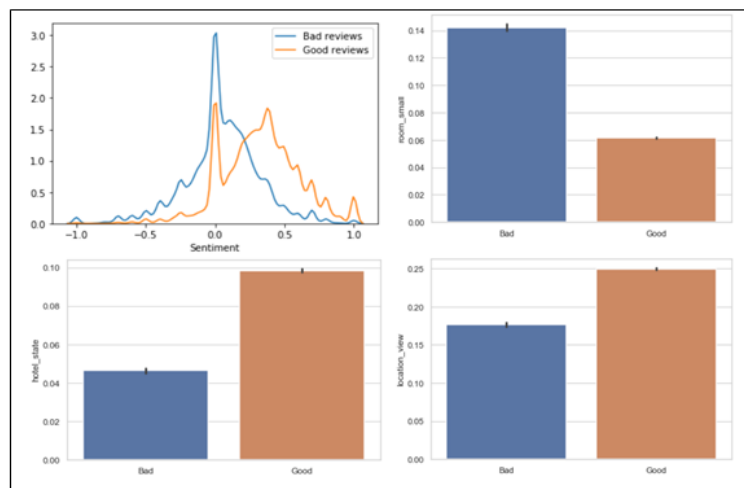 3.0
2.5
2.0
1.5
1.0
0.5
0.0
-1.0
-0.5
0.0
0.5
1.0
Sentiment
Bad reviews
Good reviews
0.14
0.12
0.10
0.08
0.06
0.04
0.02
0.00
room_small
Bad
Good
0.10
0.08
0.06
0.04
0.02
0.00
hotel_state
Bad
Good
0.25
0.20
0.15
0.10
0.05
0.00
location_view
Bad
Good